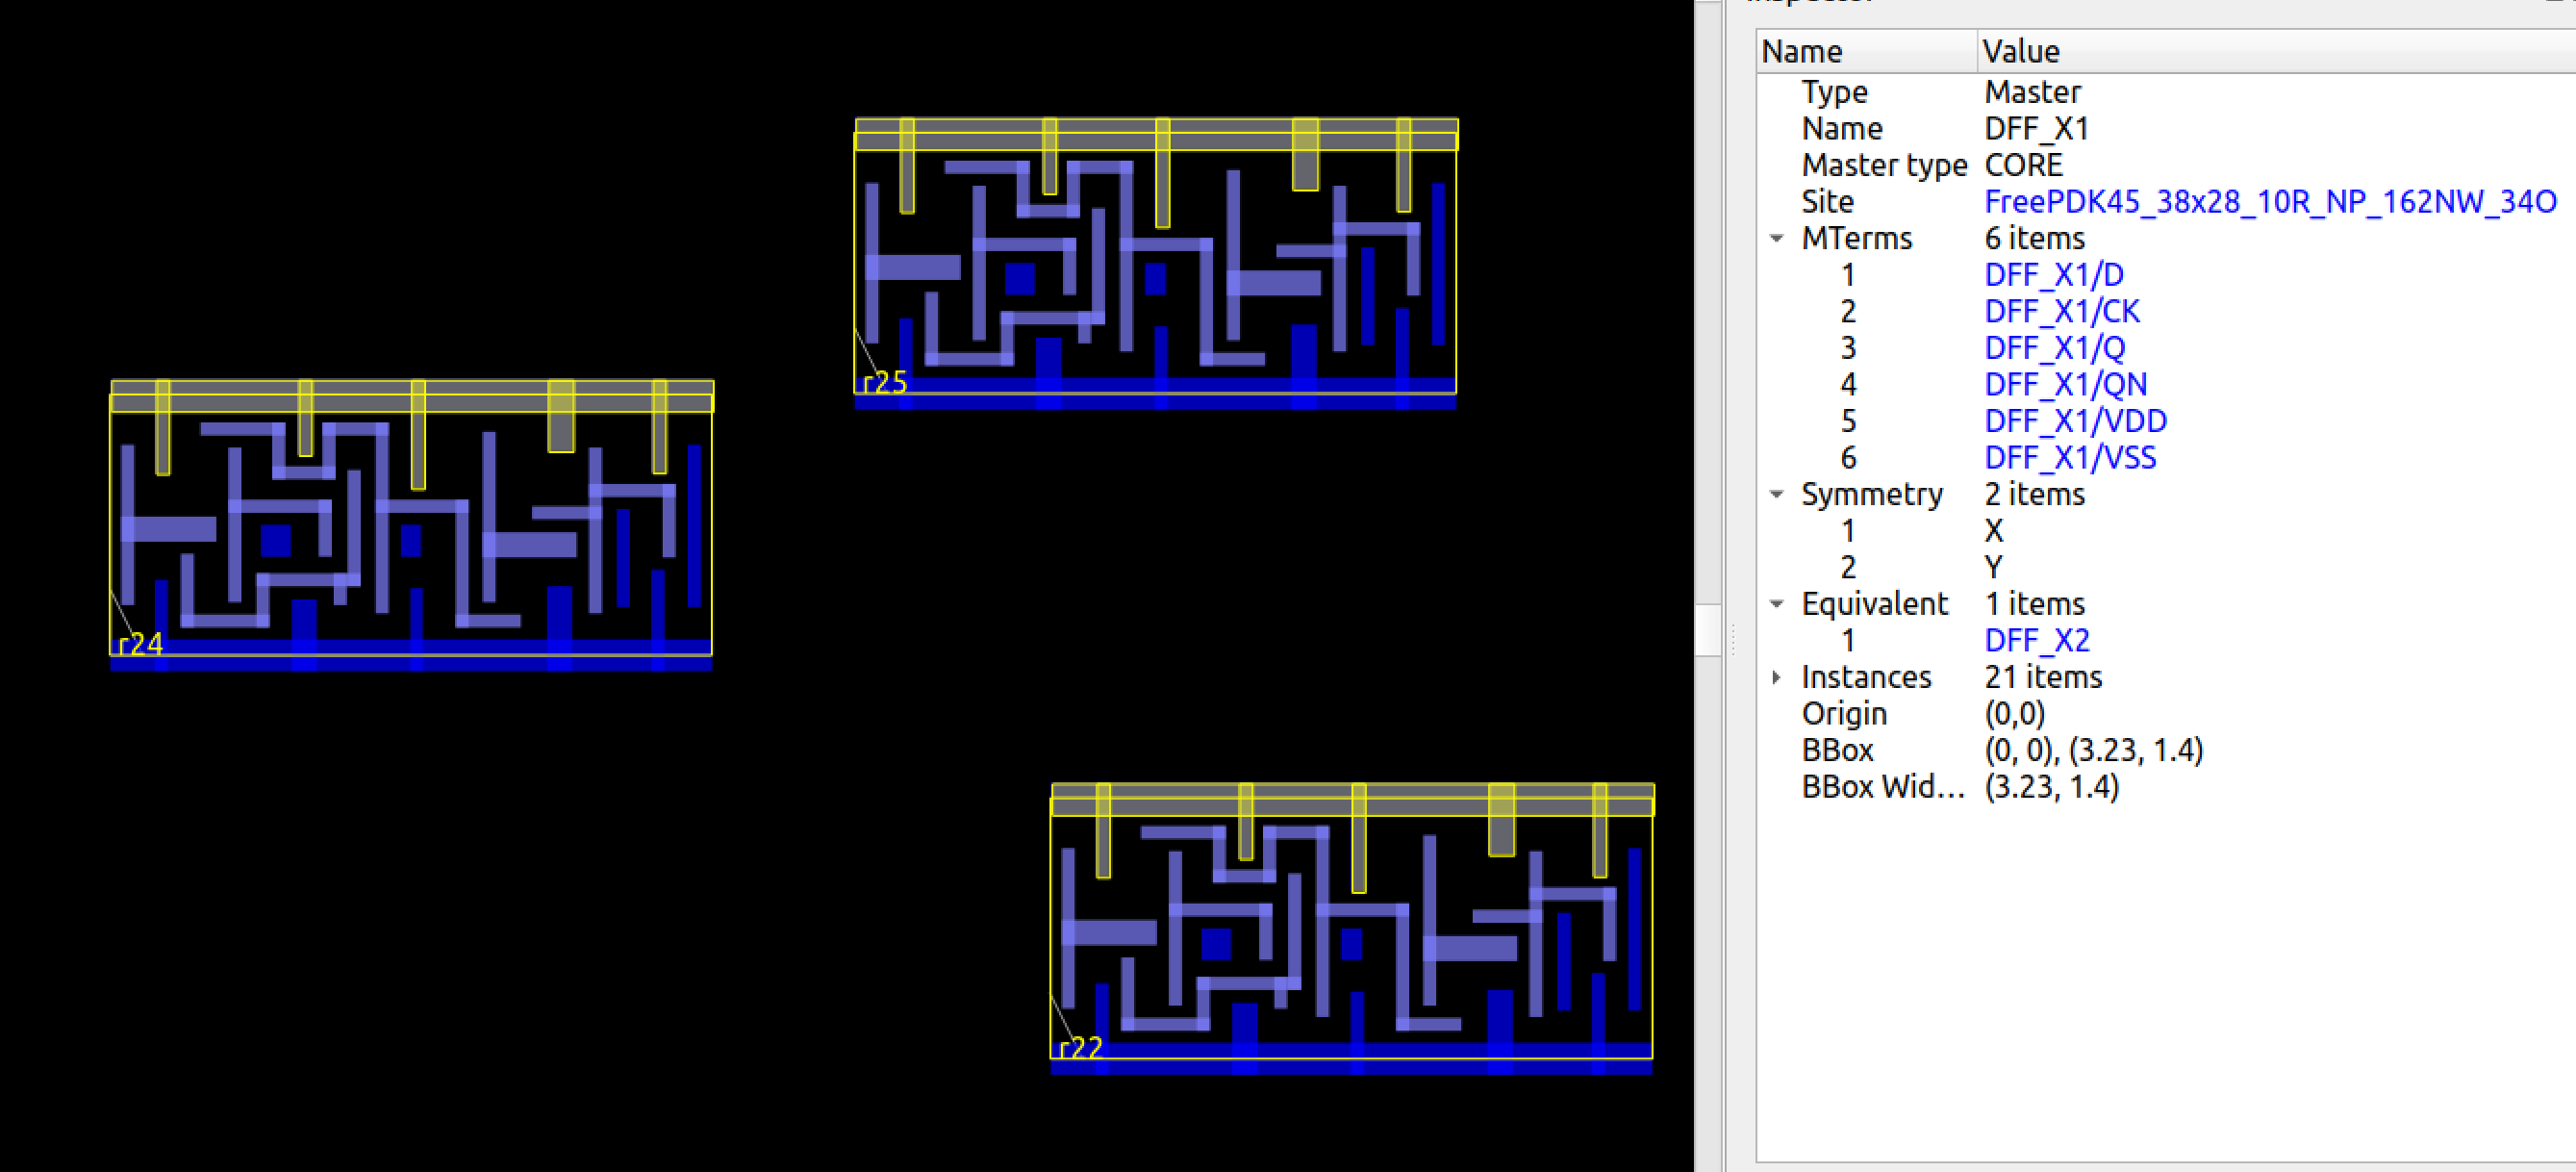 r25
r24
r22
Inspector
Name Value
Type Master
Name DFF_X1
Master type CORE
Site FreePDK45_38x28_10R_NP_162NW_34O
MTerms 6 items
1 DFF_X1/D
2 DFF_X1/CK
3 DFF_X1/Q
4 DFF_X1/QN
5 DFF_X1/VDD
6 DFF_X1/VSS
Symmetry 2 items
1 X
2 Y
Equivalent 1 items
1 DFF_X2
Instances 21 items
Origin (0,0)
BBox (0, 0), (3.23, 1.4)
BBox Wid... (3.23, 1.4)